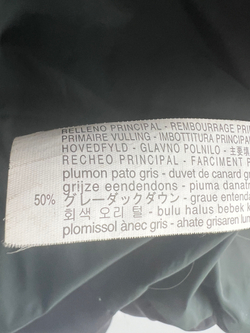 RELLENO PRINCIPAL - REMBOURRAGE PRIN
PRIMAIRE VULLING - IMBOTTITURA PRINCIPA
HOVEDFYLD - GLAVNO POLNILO - 主要填
RECHEO PRINCIPAL - FARCIMENT P
plumon pato gris - duvet de canard gr
grijze eendendons - piuma danatr
50% グレーダックダウン - graue entend
회색 오리 털 - bulu halus bebek k
plomissol ànec gris - ahate grisaren lum